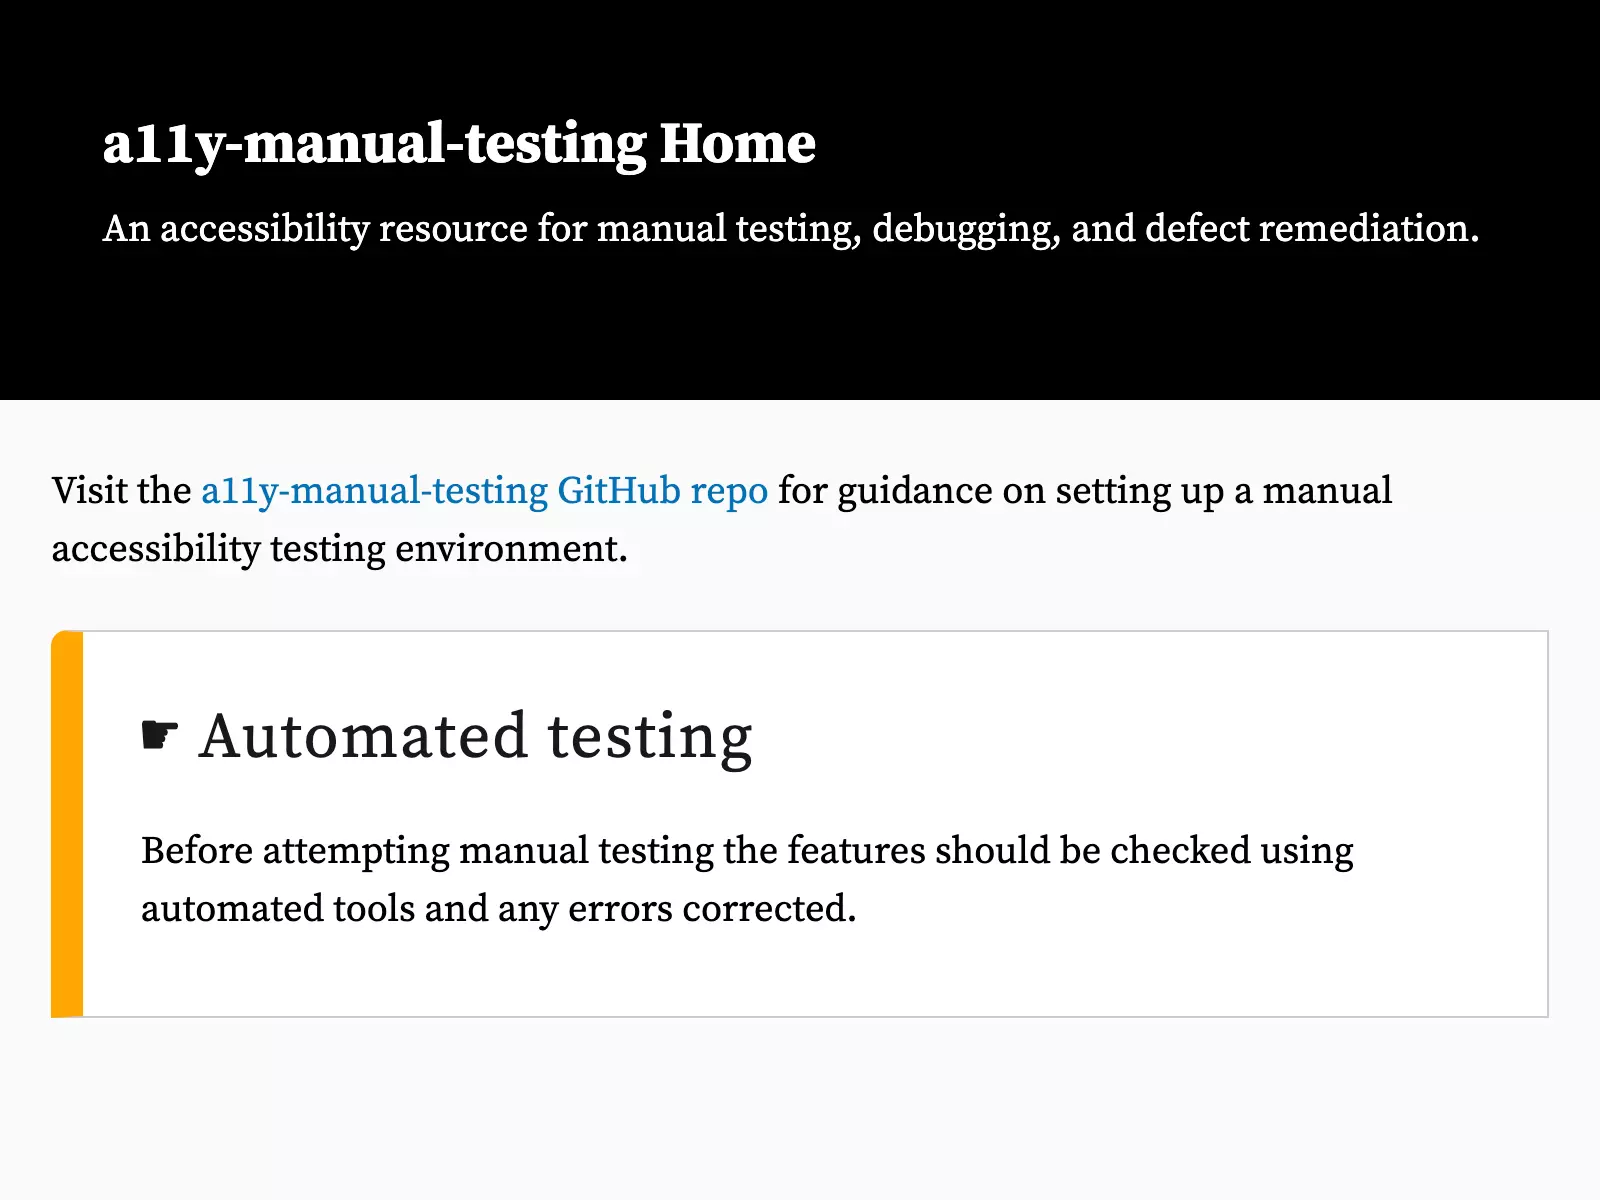 a11y-manual-testing Home
An accessibility resource for manual testing, debugging, and defect remediation.
Visit the a11y-manual-testing GitHub repo for guidance on setting up a manual
accessibility testing environment.
☛ Automated testing
Before attempting manual testing the features should be checked using
automated tools and any errors corrected.